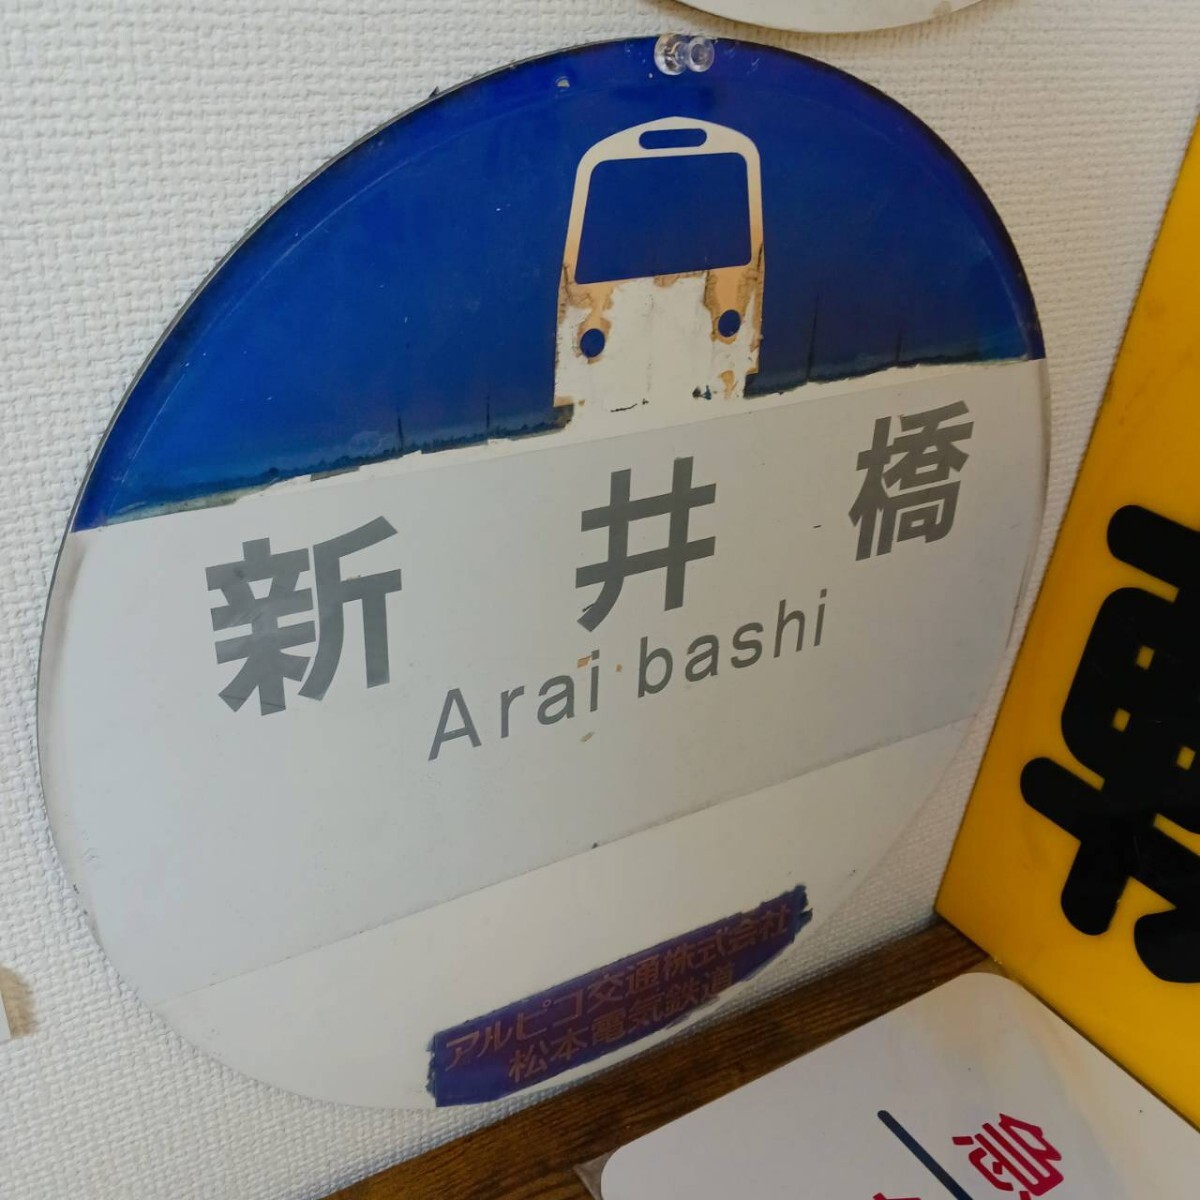 新井橋
Arai bashi
アルピコ交通株式会社
松本電気鉄道